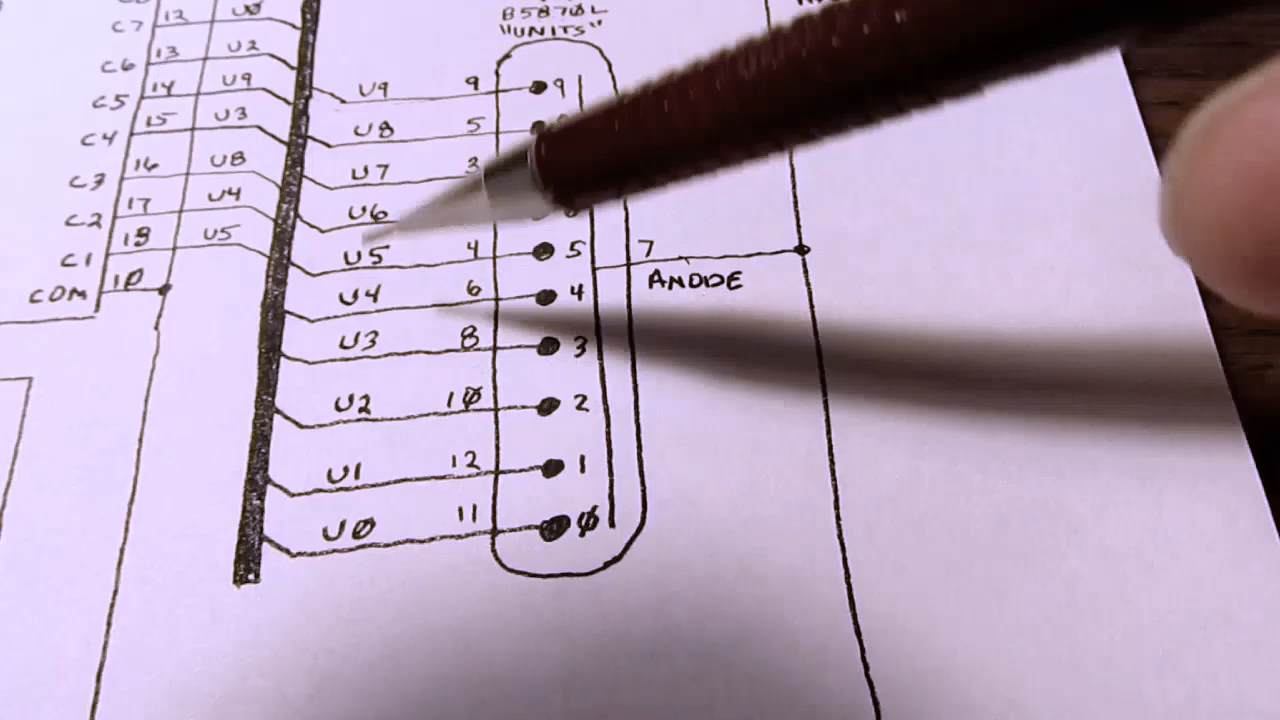 B5870L
"UNITS"
C7 12 U0
C6 13 U2
C5 14 U9
C4 15 U3
C3 16 U8
C2 17 U4
C1 18 U5
COM 10
U9 9 9
U8 5
U7 3
U6
U5 4 5
U4 6 4
U3 8 3
U2 10 2
U1 12 1
U0 11 0
7
ANODE